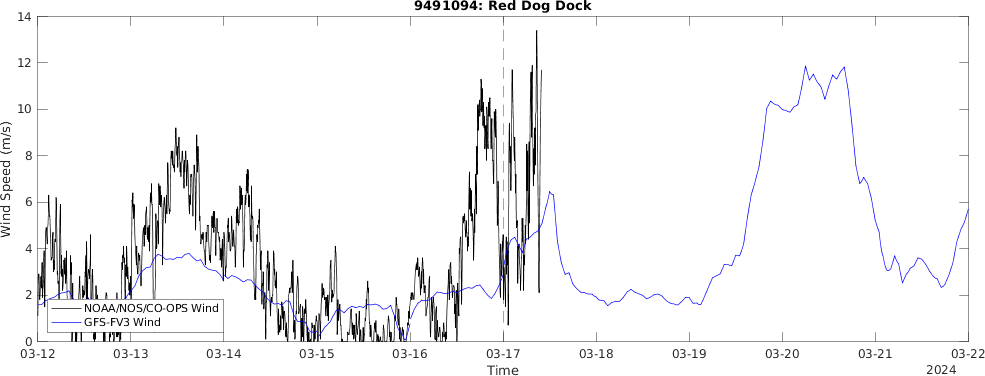 9491094: Red Dog Dock
Wind Speed (m/s)
14
12
10
8
6
4
2
0
NOAA/NOS/CO-OPS Wind
GFS-FV3 Wind
03-12 03-13 03-14 03-15 03-16 03-17 03-18 03-19 03-20 03-21 03-22
Time
2024